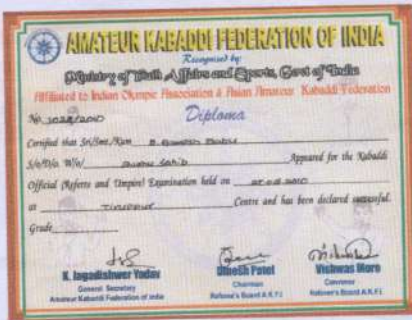 AMATEUR KABADDI FEDERATION OF INDIA
Recognised by
Ministry of Youth Affairs and Sports, Govt of India
Affiliated to Indian Olympic Association & Asian Amateur Kabaddi Federation
Diploma
No.
Certified that Sri/Smt./Kum
S/o/D/o. W/o/ Appeared for the Kabaddi
Official (Referee and Umpire) Examination held on
at Centre and has been declared successful.
Grade
K. Jagadishwer Yadav Dinesh Patel Vishwas More
General Secretary Chairman Convenor
Amateur Kabaddi Federation of India Referee's Board A.K.F.I. Referee's Board A.K.F.I.